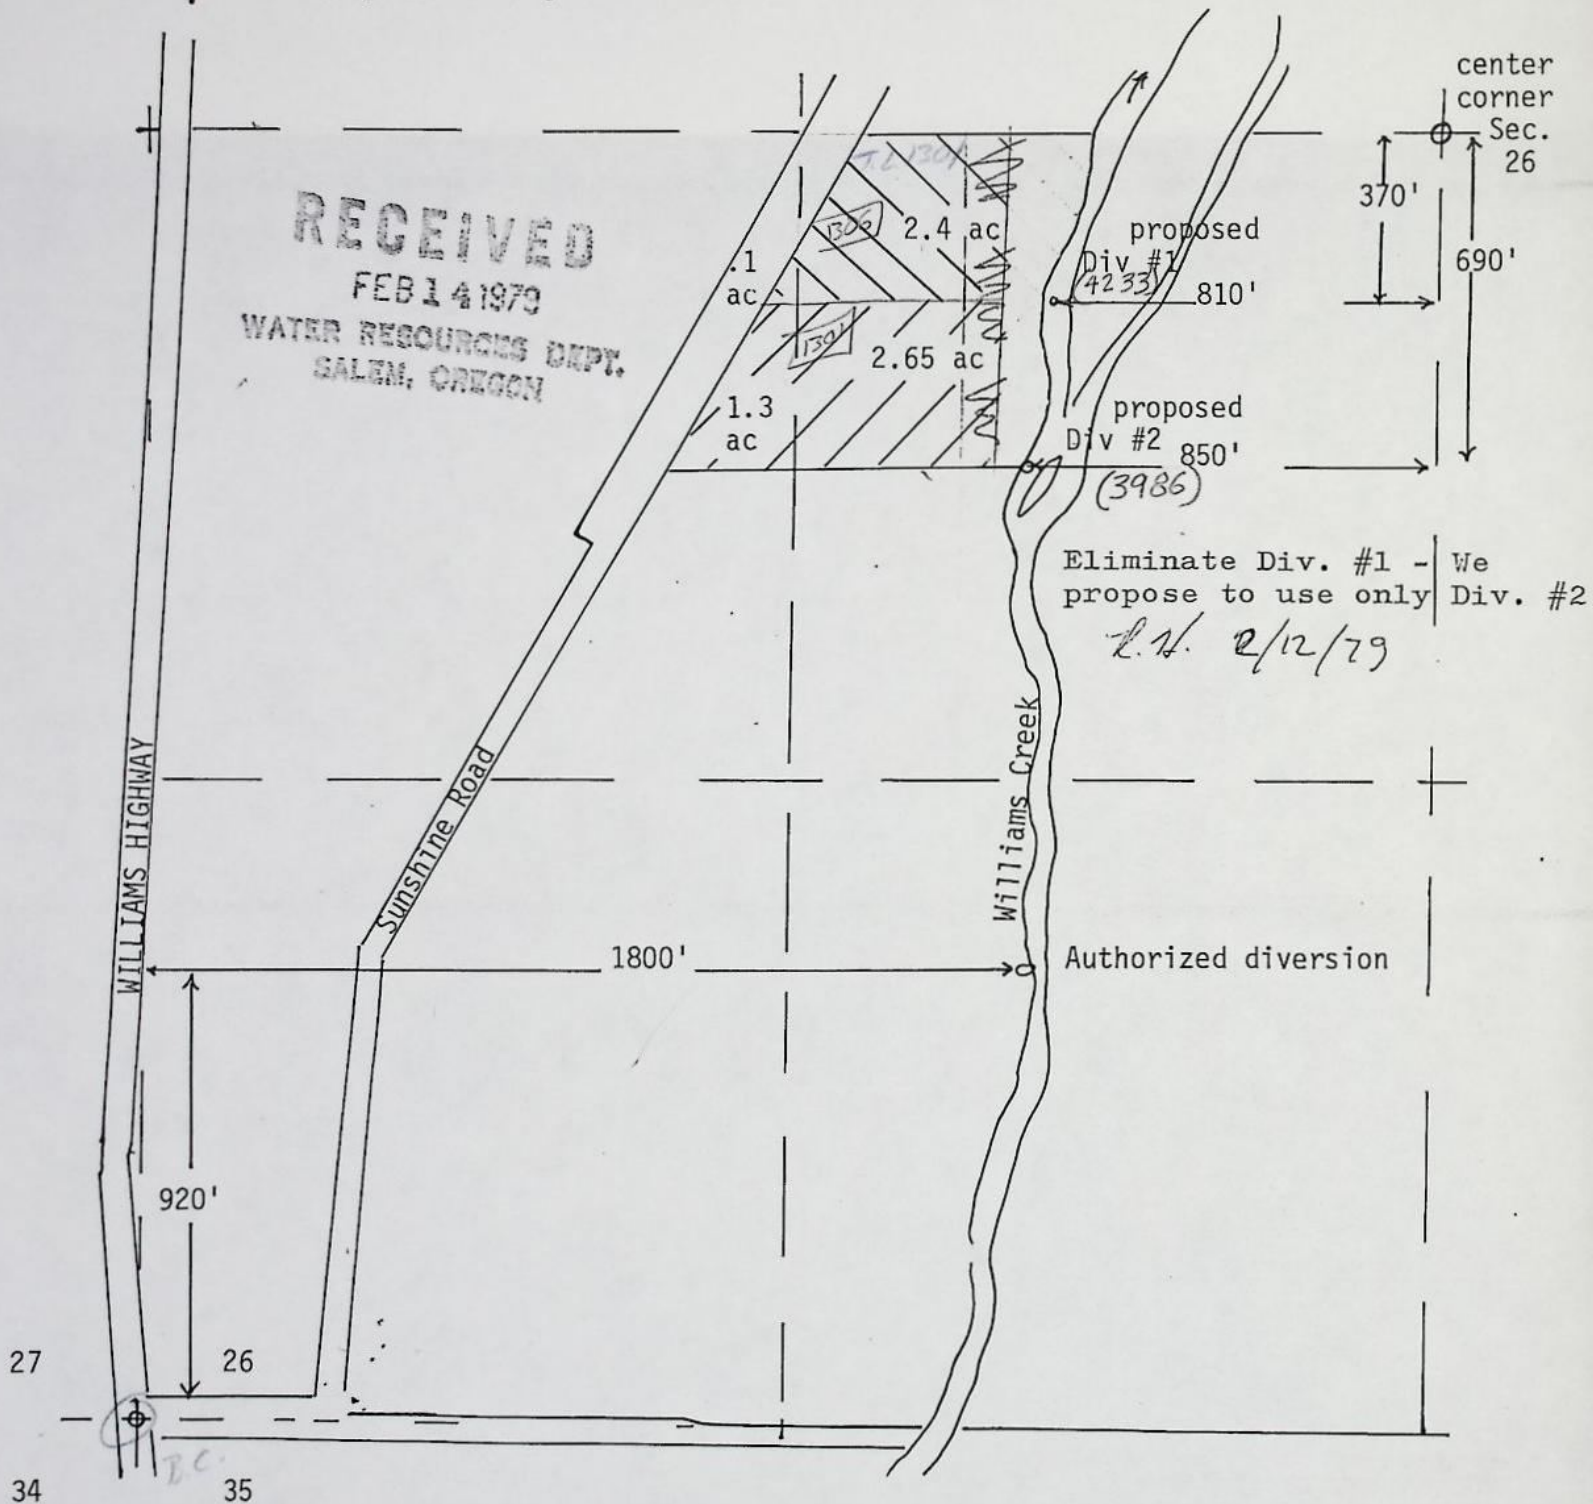 center
corner
Sec.
26
370'
690'
RECEIVED
FEB 14 1979
WATER RESOURCES DEPT.
SALEM, OREGON
T.L. 1301
1306
2.4 ac
.1
ac
proposed
Div #1
(4233)
810'
1301
2.65 ac
1.3
ac
proposed
Div #2
850'
(3986)
Eliminate Div. #1 - We
propose to use only Div. #2
R.H. 2/12/79
WILLIAMS HIGHWAY
Sunshine Road
Williams Creek
1800'
Authorized diversion
920'
27
26
B.C.
34
35